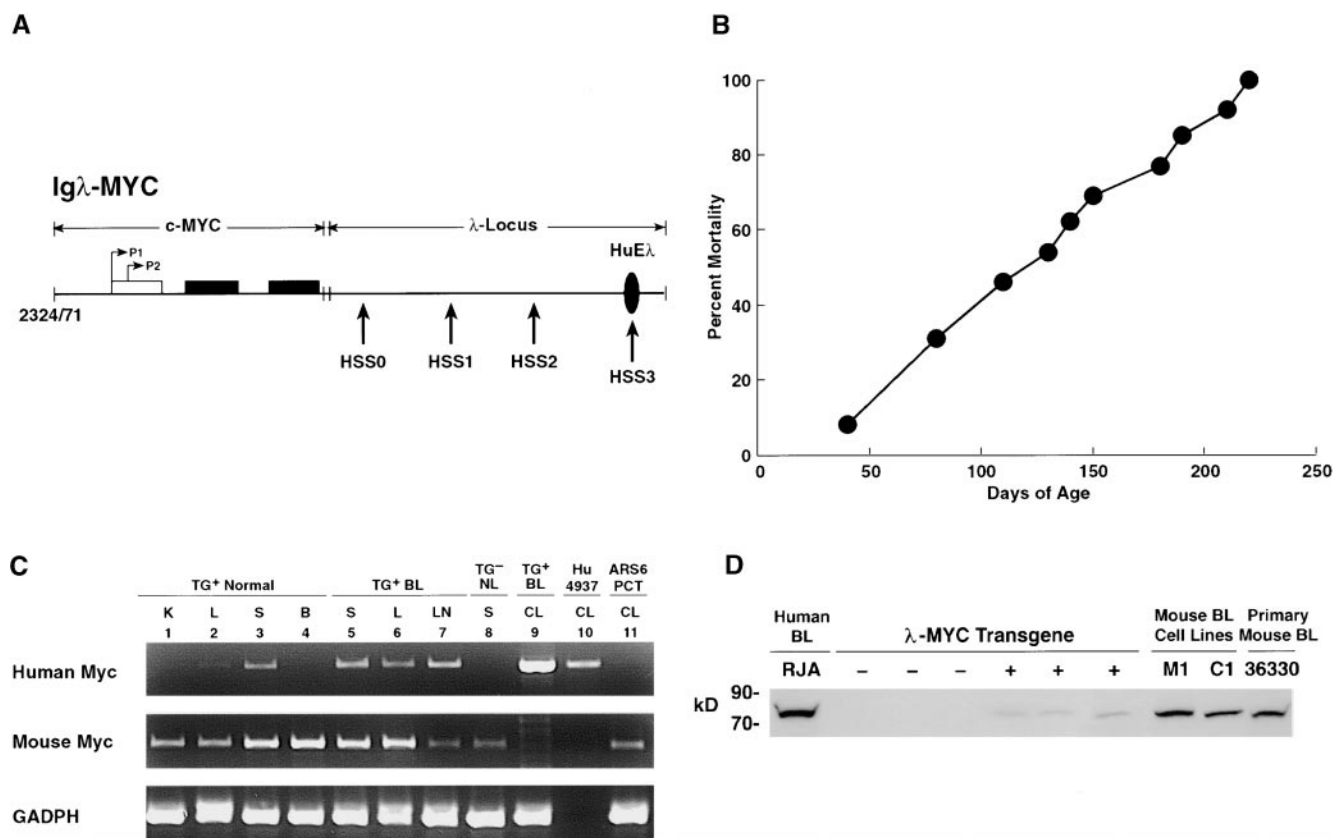 A
Igλ-MYC
c-MYC
λ-Locus
P1
P2
HuEλ
2324/71
HSS0 HSS1 HSS2 HSS3
B
Percent Mortality
100
80
60
40
20
0
0 50 100 150 200 250
Days of Age
C
TG+ Normal TG+ BL TG− NL TG+ BL Hu 4937 ARS6 PCT
K L S B S L LN S CL CL CL
1 2 3 4 5 6 7 8 9 10 11
Human Myc
Mouse Myc
GADPH
D
Human BL λ-MYC Transgene Mouse BL Cell Lines Primary Mouse BL
RJA − − − + + + M1 C1 36330
kD
90-
70-